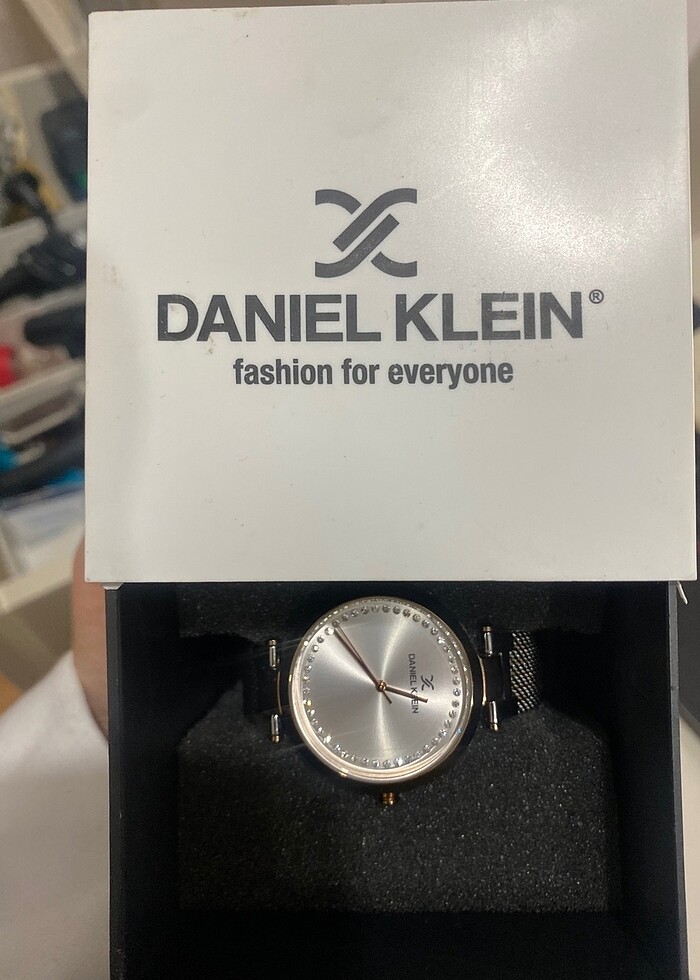 DANIEL KLEIN®
fashion for everyone
DANIEL KLEIN